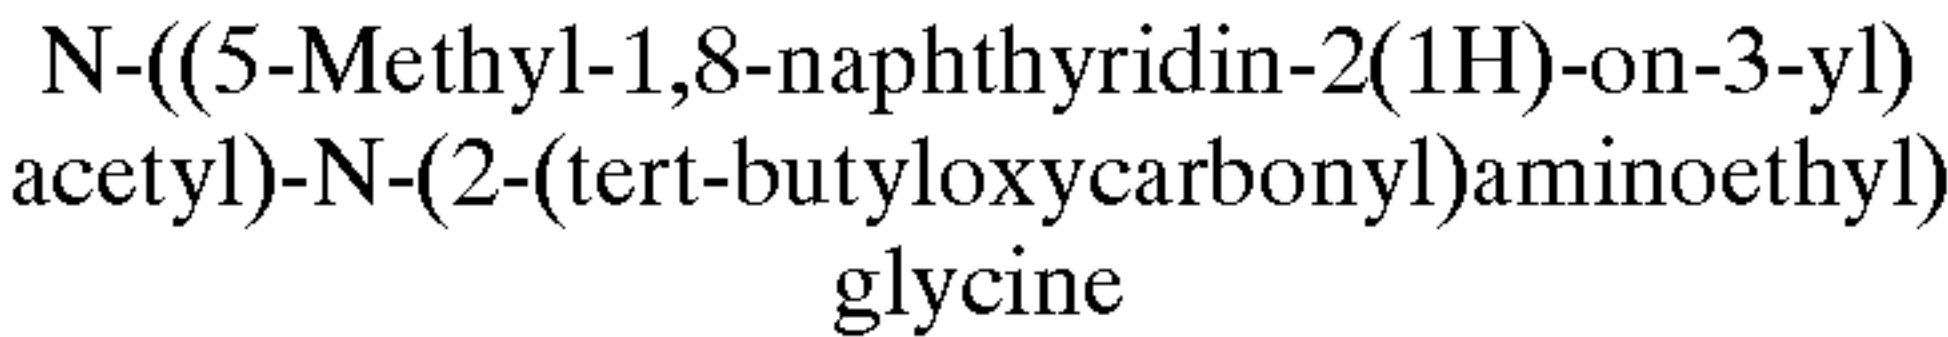 N-((5-Methyl-1,8-naphthyridin-2(1H)-on-3-yl)
acetyl)-N-(2-(tert-butyloxycarbonyl)aminoethyl)
glycine